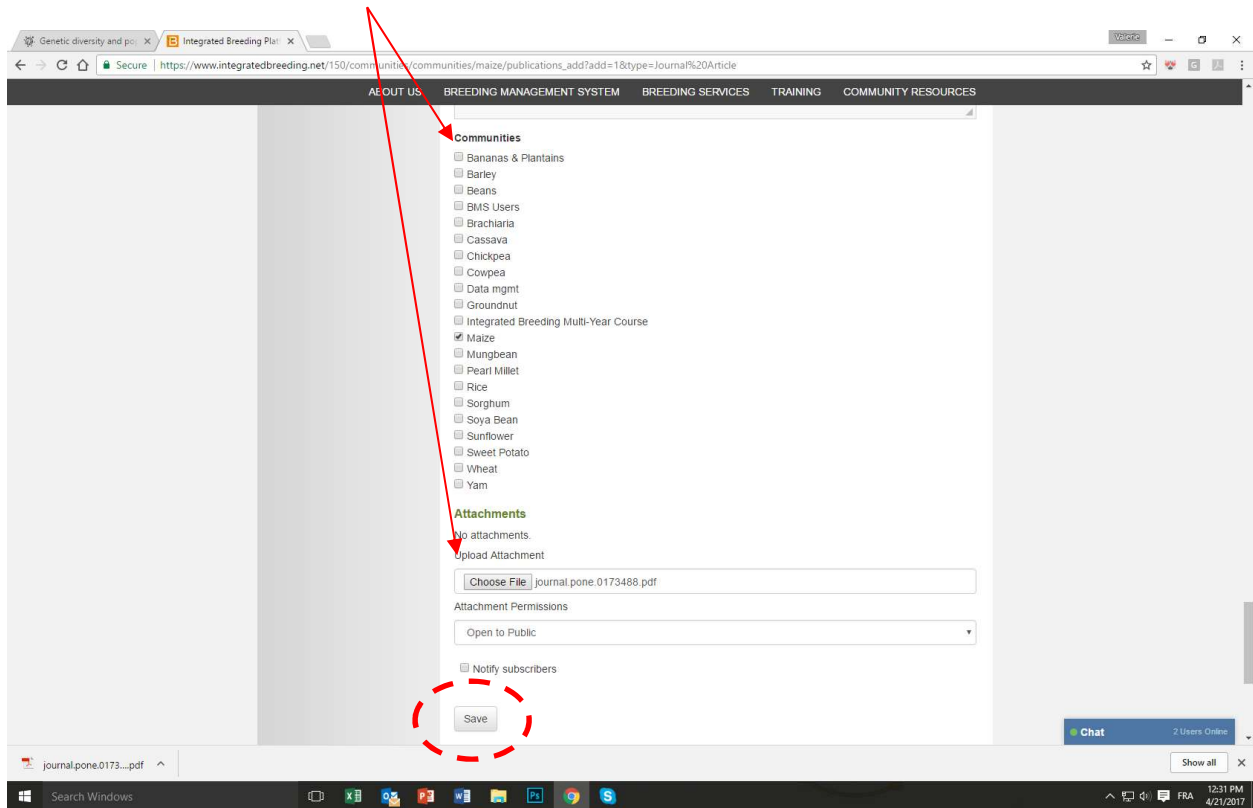 Genetic diversity and po
Integrated Breeding Plat
Valerie
Secure | https://www.integratedbreeding.net/150/communities/communities/maize/publications_add?add=1&type=Journal%20Article
ABOUT US BREEDING MANAGEMENT SYSTEM BREEDING SERVICES TRAINING COMMUNITY RESOURCES
Communities
Bananas & Plantains
Barley
Beans
BMS Users
Brachiaria
Cassava
Chickpea
Cowpea
Data mgmt
Groundnut
Integrated Breeding Multi-Year Course
Maize
Mungbean
Pearl Millet
Rice
Sorghum
Soya Bean
Sunflower
Sweet Potato
Wheat
Yam
Attachments
No attachments.
Upload Attachment
Choose File journal.pone.0173488.pdf
Attachment Permissions
Open to Public
Notify subscribers
Save
Chat 2 Users Online
journal.pone.0173....pdf
Show all
Search Windows
FRA 12:31 PM
4/21/2017